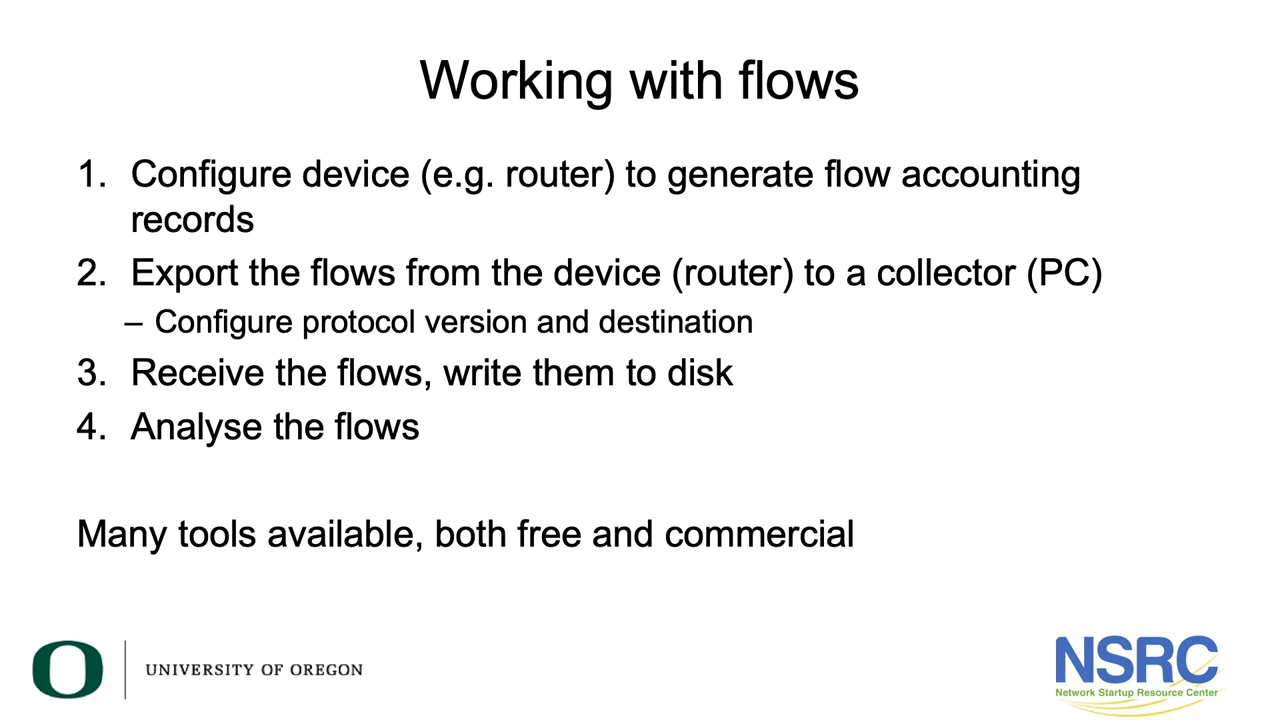 Working with flows
1. Configure device (e.g. router) to generate flow accounting
records
2. Export the flows from the device (router) to a collector (PC)
– Configure protocol version and destination
3. Receive the flows, write them to disk
4. Analyse the flows
Many tools available, both free and commercial
O
UNIVERSITY OF OREGON
NSRC
Network Startup Resource Center